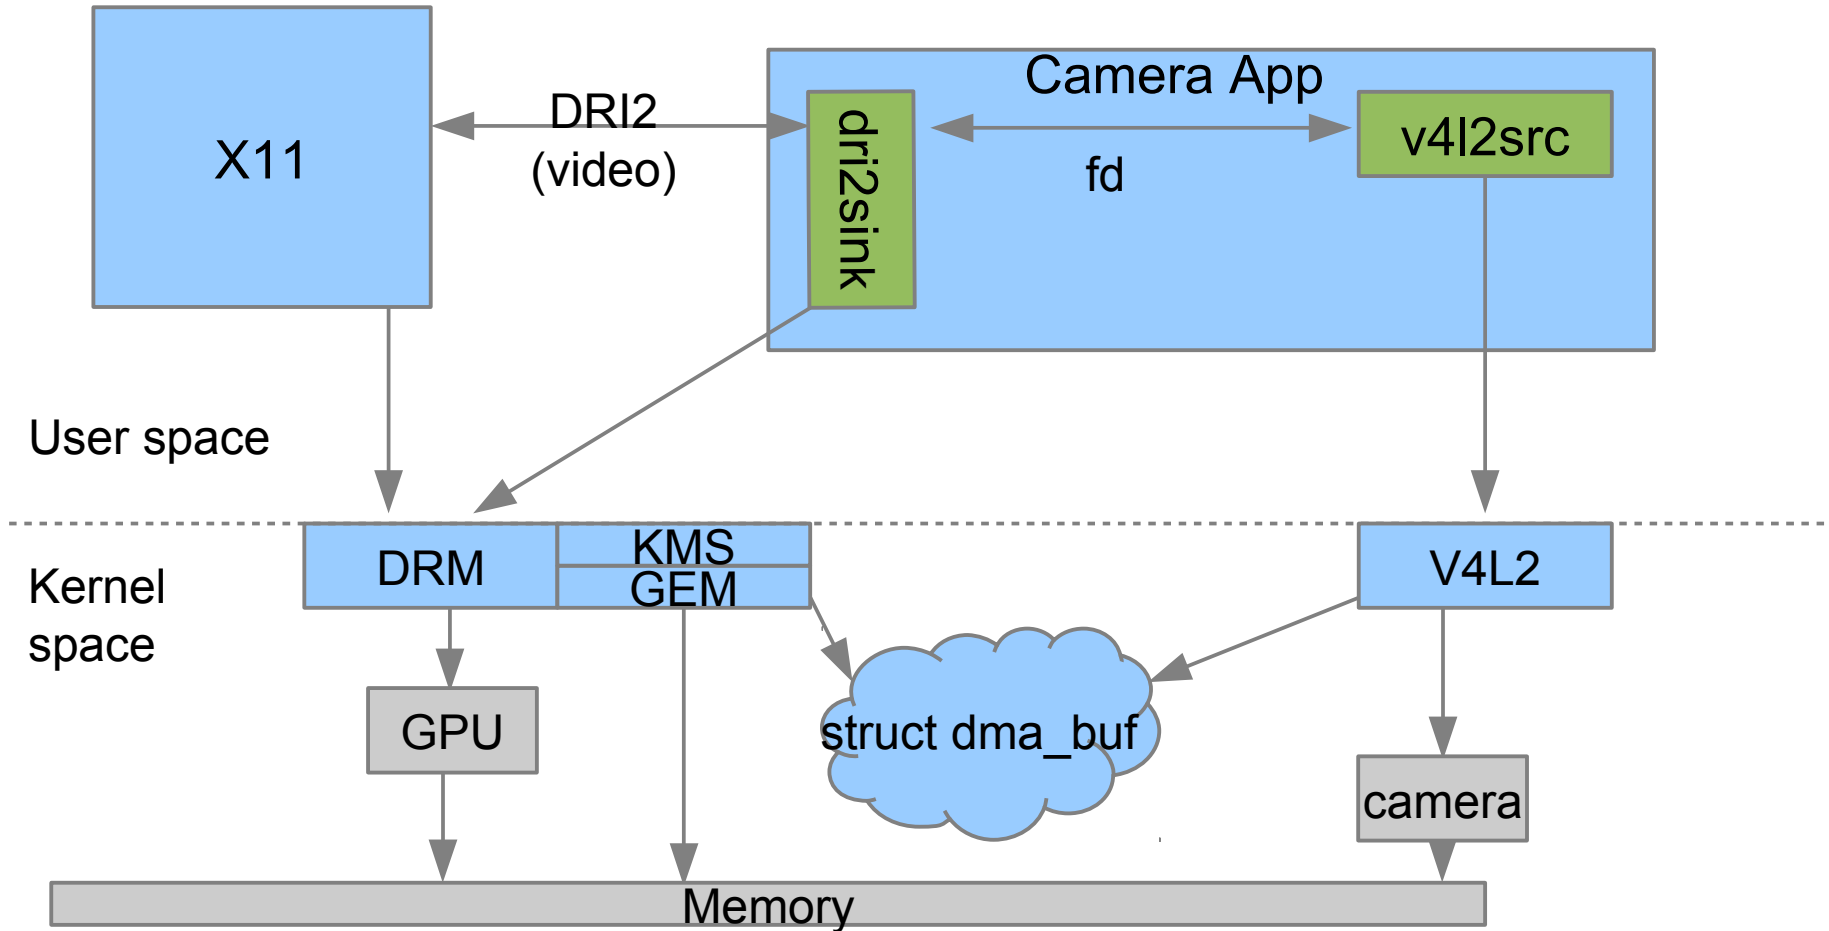 Camera App
X11
DRI2
(video)
dri2sink
fd
v4l2src
User space
Kernel
space
DRM
KMS
GEM
V4L2
GPU
struct dma_buf
camera
Memory